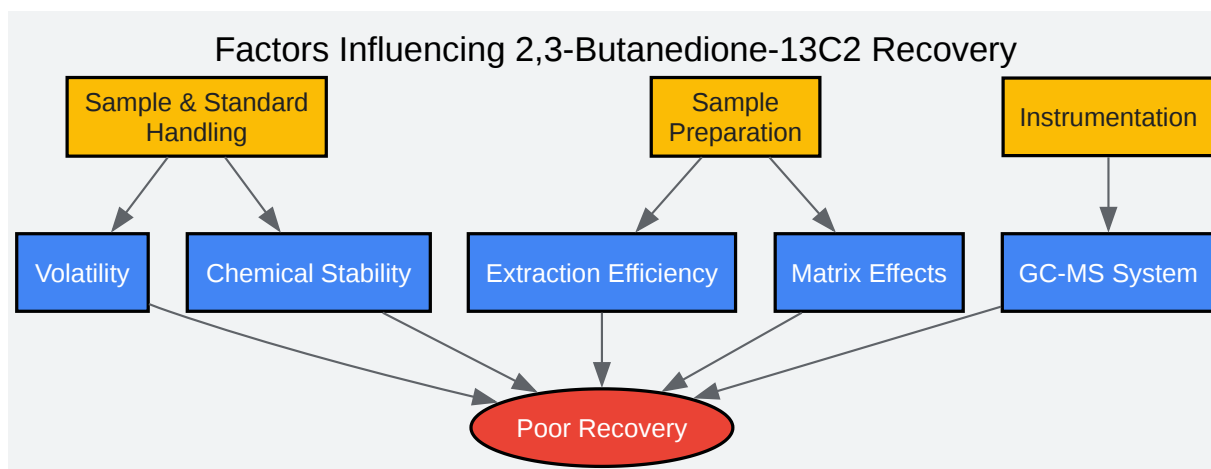 Factors Influencing 2,3-Butanedione-13C2 Recovery
Sample & Standard
Handling
Sample
Preparation
Instrumentation
Volatility
Chemical Stability
Extraction Efficiency
Matrix Effects
GC-MS System
Poor Recovery